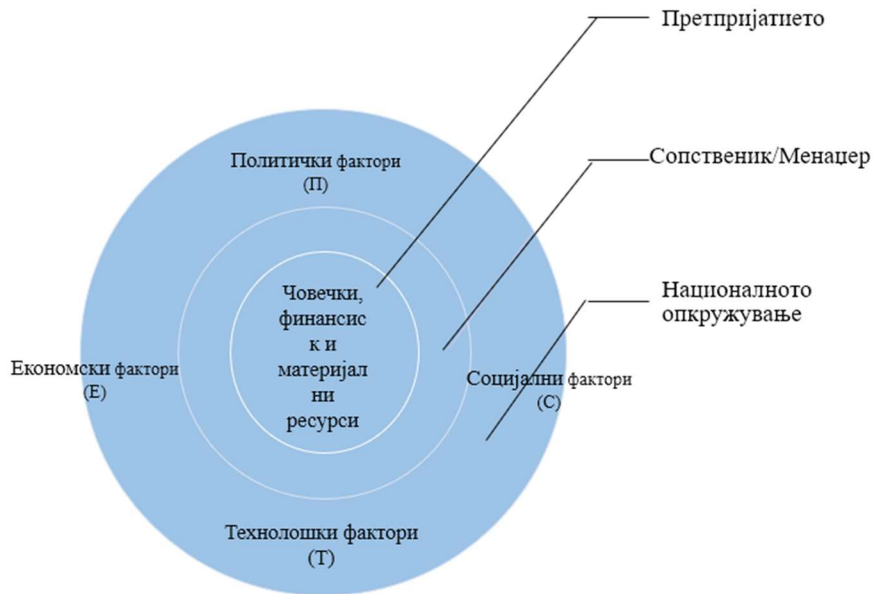 Претпријатието
Политички фактори
(П)
Сопственик/Менаџер
Човечки,
финансис
к и
материјал
ни
ресурси
Националното
опкружување
Економски фактори
(Е)
Социјални фактори
(С)
Технолошки фактори
(Т)